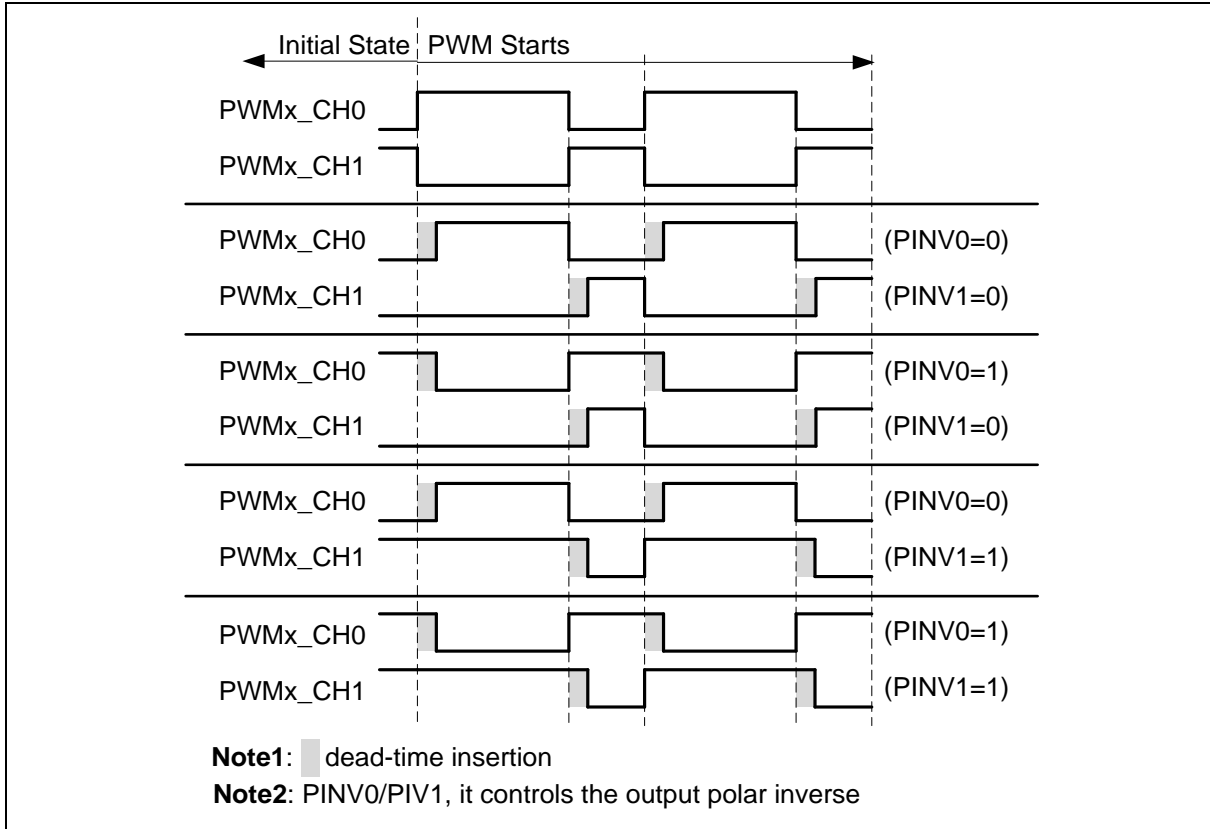 Initial State PWM Starts
PWMx_CH0
PWMx_CH1
PWMx_CH0 (PINV0=0)
PWMx_CH1 (PINV1=0)
PWMx_CH0 (PINV0=1)
PWMx_CH1 (PINV1=0)
PWMx_CH0 (PINV0=0)
PWMx_CH1 (PINV1=1)
PWMx_CH0 (PINV0=1)
PWMx_CH1 (PINV1=1)
Note1: dead-time insertion
Note2: PINV0/PIV1, it controls the output polar inverse